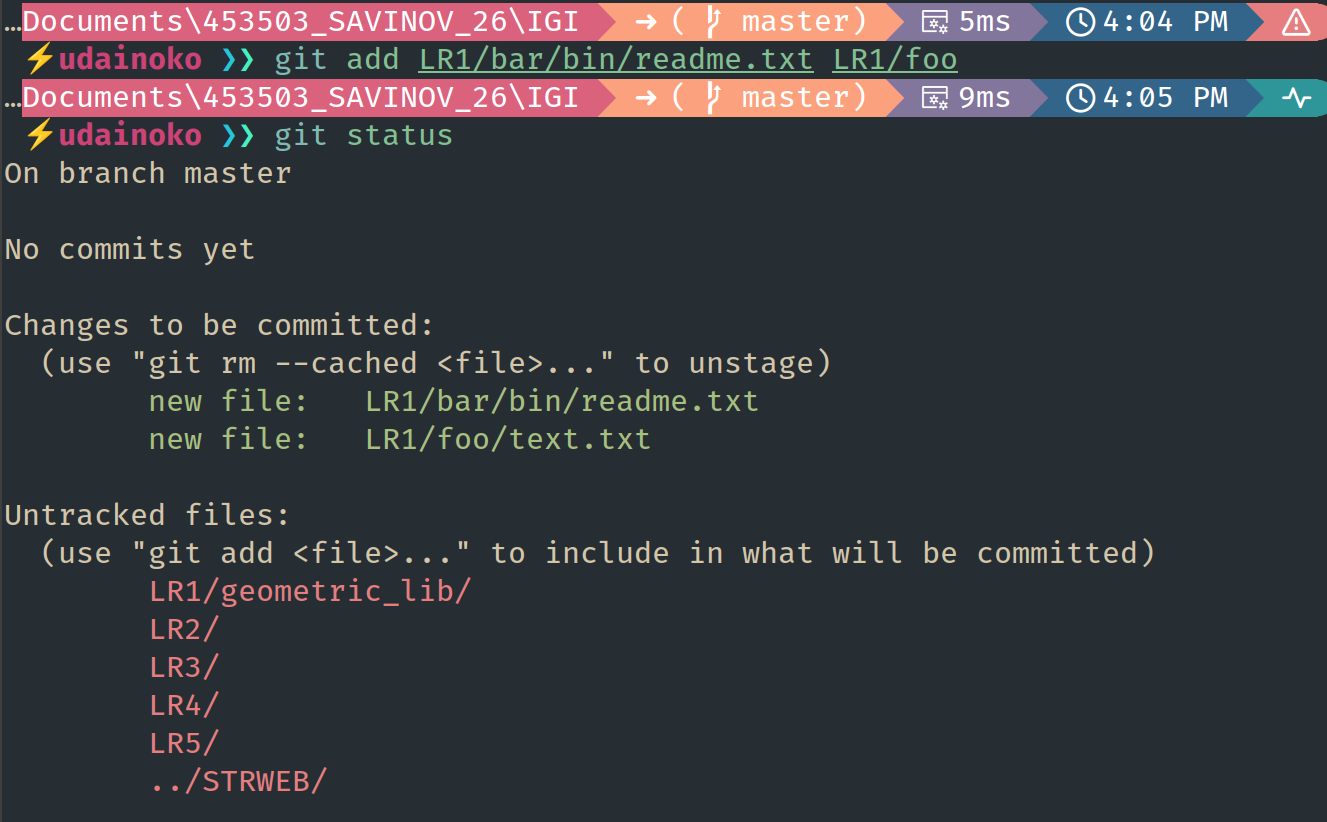 …Documents\453503_SAVINOV_26\IGI ➜ ( master) 5ms 4:04 PM
⚡udainoko ❯❯ git add LR1/bar/bin/readme.txt LR1/foo
…Documents\453503_SAVINOV_26\IGI ➜ ( master) 9ms 4:05 PM
⚡udainoko ❯❯ git status
On branch master
No commits yet
Changes to be committed:
  (use "git rm --cached <file>..." to unstage)
        new file:   LR1/bar/bin/readme.txt
        new file:   LR1/foo/text.txt
Untracked files:
  (use "git add <file>..." to include in what will be committed)
        LR1/geometric_lib/
        LR2/
        LR3/
        LR4/
        LR5/
        ../STRWEB/